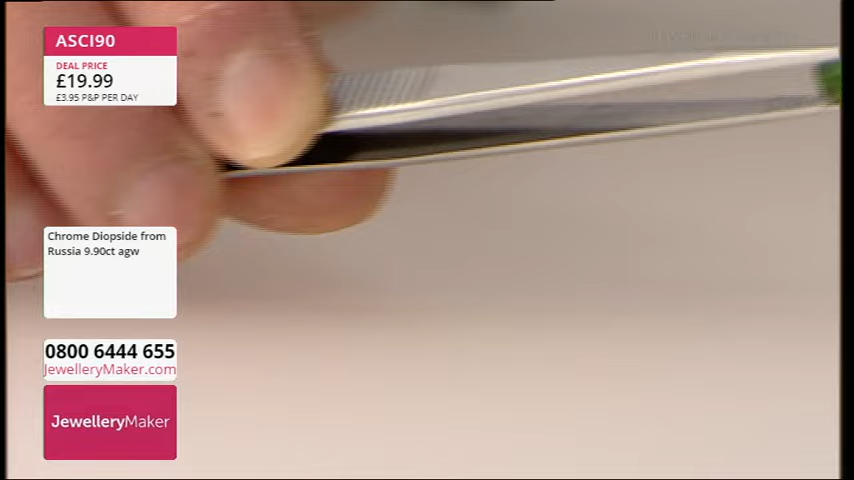 ASCI90
DEAL PRICE
£19.99
£3.95 P&P PER DAY
Chrome Diopside from
Russia 9.90ct agw
0800 6444 655
JewelleryMaker.com
JewelleryMaker